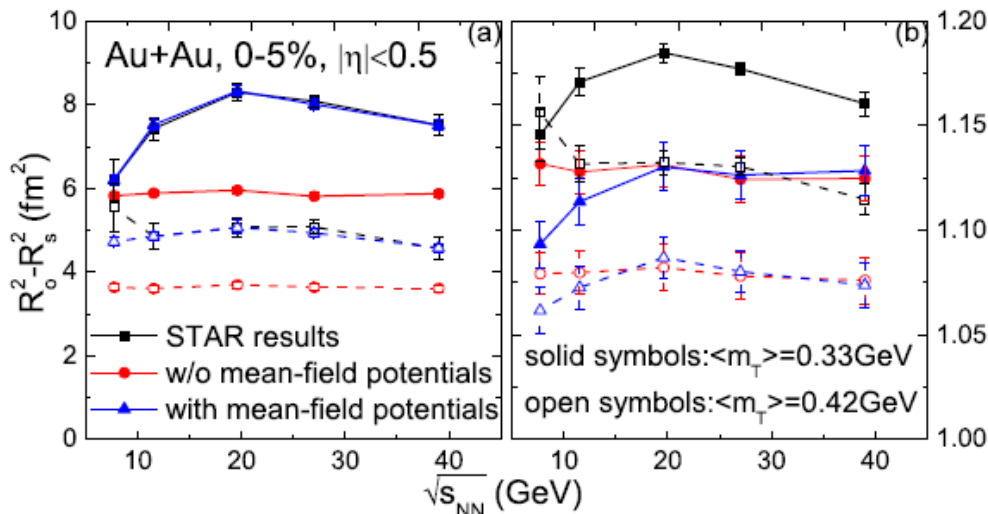 (a)
Au+Au, 0-5%, |η|<0.5
10
8
6
4
2
0
R_o^2-R_s^2 (fm^2)
STAR results
w/o mean-field potentials
with mean-field potentials
10 20 30 40
(b)
1.20
1.15
1.10
1.05
1.00
solid symbols:<m_T>=0.33GeV
open symbols:<m_T>=0.42GeV
10 20 30 40
√s_NN (GeV)